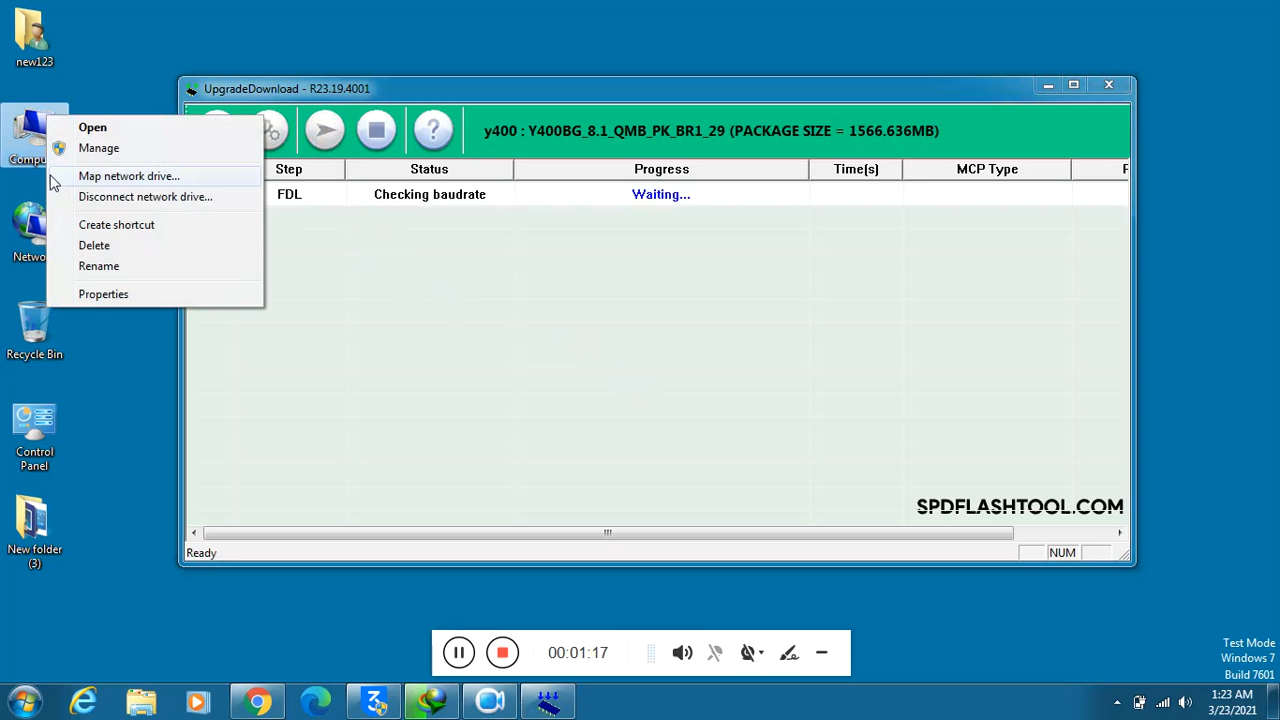 new123
UpgradeDownload - R23.19.4001
y400 : Y400BG_8.1_QMB_PK_BR1_29 (PACKAGE SIZE = 1566.636MB)
Step Status Progress Time(s) MCP Type
FDL Checking baudrate Waiting...
Open
Manage
Map network drive...
Disconnect network drive...
Create shortcut
Delete
Rename
Properties
Recycle Bin
Control
Panel
New folder
(3)
SPDFLASHTOOL.COM
Ready NUM
00:01:17
Test Mode
Windows 7
Build 7601
1:23 AM
3/23/2021